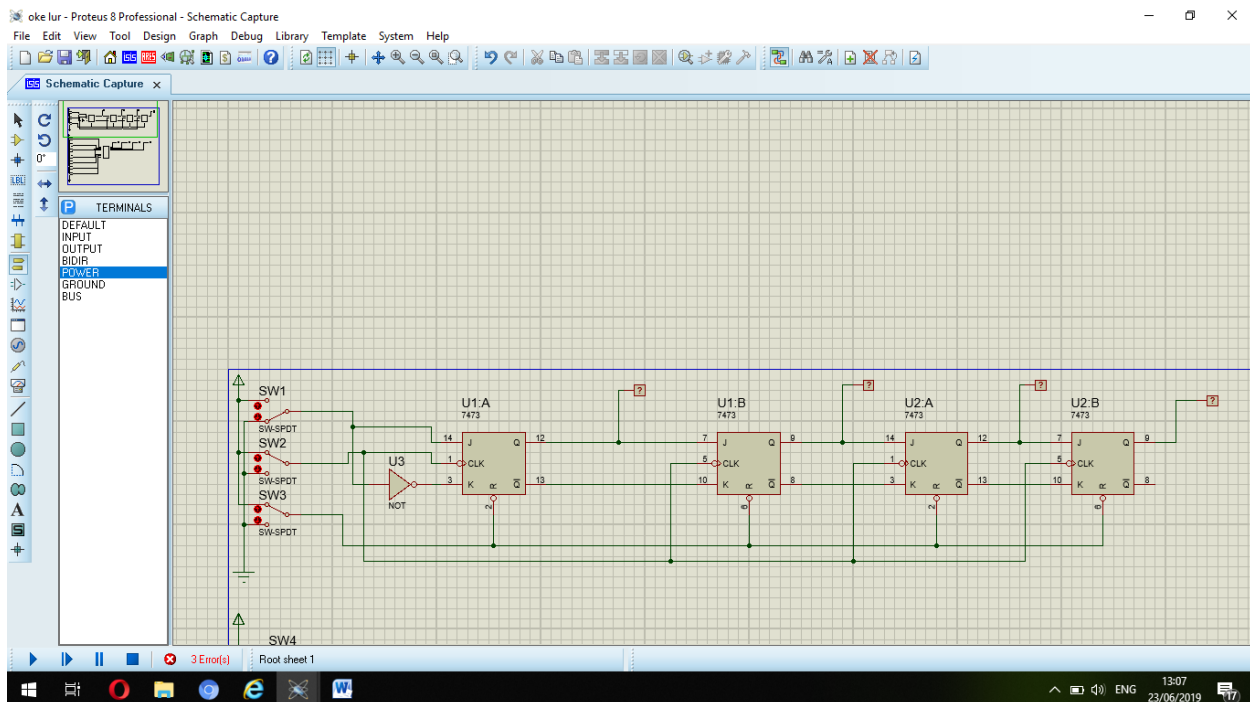 oke lur - Proteus 8 Professional - Schematic Capture
File Edit View Tool Design Graph Debug Library Template System Help
Schematic Capture
0°
LBL
P TERMINALS
DEFAULT
INPUT
OUTPUT
BIDIR
POWER
GROUND
BUS
SW1
SW-SPDT
SW2
SW-SPDT
SW3
SW-SPDT
U3
NOT
U1:A
7473
14 J Q 12
1 CLK
3 K R Q 13
2
U1:B
7473
7 J Q 9
5 CLK
10 K R Q 8
6
U2:A
7473
14 J Q 12
1 CLK
3 K R Q 13
2
U2:B
7473
7 J Q 9
5 CLK
10 K R Q 8
6
? ? ? ?
SW4
3 Error(s) Root sheet 1
ENG
13:07
23/06/2019
17